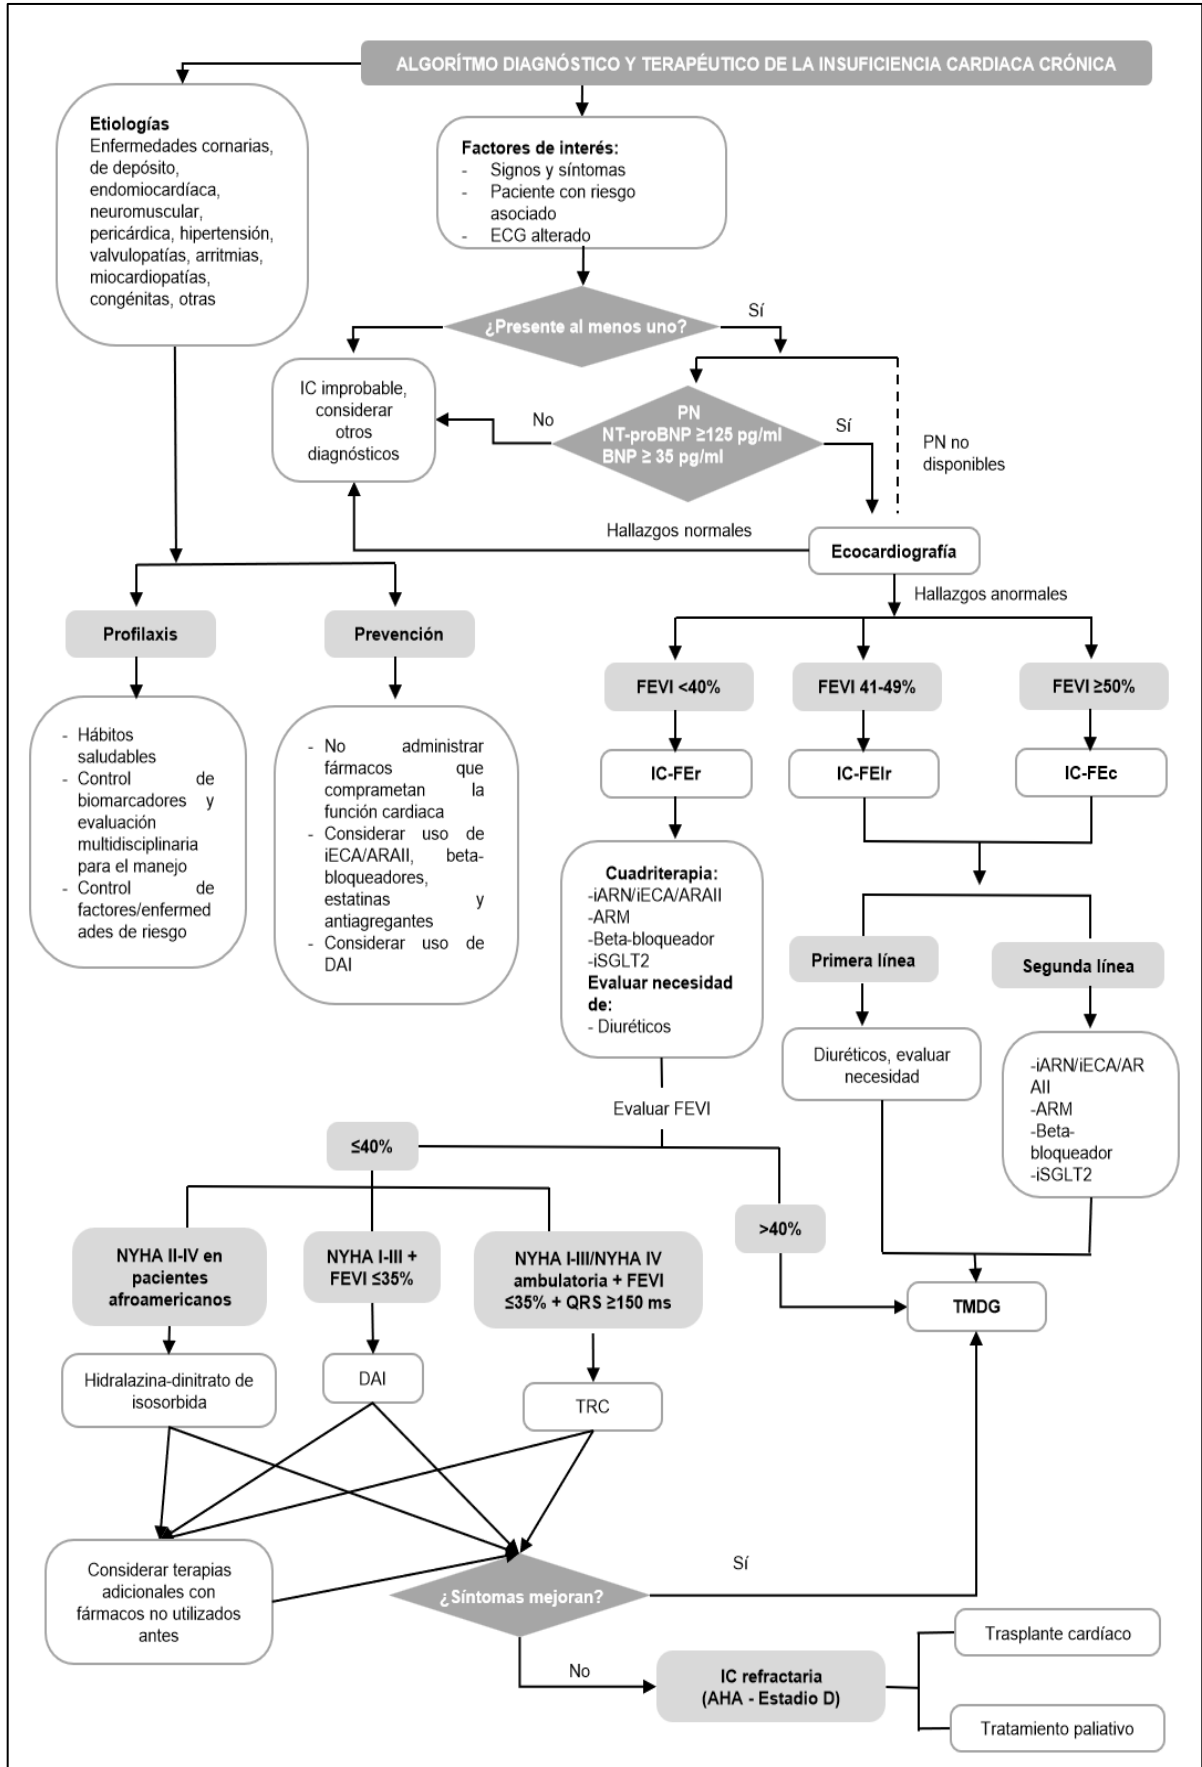 ALGORÍTMO DIAGNÓSTICO Y TERAPÉUTICO DE LA INSUFICIENCIA CARDIACA CRÓNICA
Etiologías
Enfermedades cornarias,
de depósito,
endomiocardíaca,
neuromuscular,
pericárdica, hipertensión,
valvulopatías, arritmias,
miocardiopatías,
congénitas, otras
Factores de interés:
- Signos y síntomas
- Paciente con riesgo
asociado
- ECG alterado
¿Presente al menos uno?
Sí
IC improbable,
considerar
otros
diagnósticos
No
PN
NT-proBNP ≥125 pg/ml
BNP ≥ 35 pg/ml
Sí
PN no
disponibles
Hallazgos normales
Ecocardiografía
Hallazgos anormales
Profilaxis
Prevención
FEVI <40%
FEVI 41-49%
FEVI ≥50%
- Hábitos
saludables
- Control de
biomarcadores y
evaluación
multidisciplinaria
para el manejo
- Control de
factores/enfermed
ades de riesgo
- No administrar
fármacos que
comprometan la
función cardiaca
- Considerar uso de
iECA/ARAII, beta-
bloqueadores,
estatinas y
antiagregantes
- Considerar uso de
DAI
IC-FEr
IC-FElr
IC-FEc
Cuadriterapia:
-iARN/iECA/ARAII
-ARM
-Beta-bloqueador
-iSGLT2
Evaluar necesidad
de:
- Diuréticos
Primera línea
Segunda línea
Diuréticos, evaluar
necesidad
-iARN/iECA/AR
AII
-ARM
-Beta-
bloqueador
-iSGLT2
Evaluar FEVI
≤40%
>40%
NYHA II-IV en
pacientes
afroamericanos
NYHA I-III +
FEVI ≤35%
NYHA I-III/NYHA IV
ambulatoria + FEVI
≤35% + QRS ≥150 ms
TMDG
Hidralazina-dinitrato de
isosorbida
DAI
TRC
Considerar terapias
adicionales con
fármacos no utilizados
antes
¿Síntomas mejoran?
Sí
No
IC refractaria
(AHA - Estadio D)
Trasplante cardíaco
Tratamiento paliativo